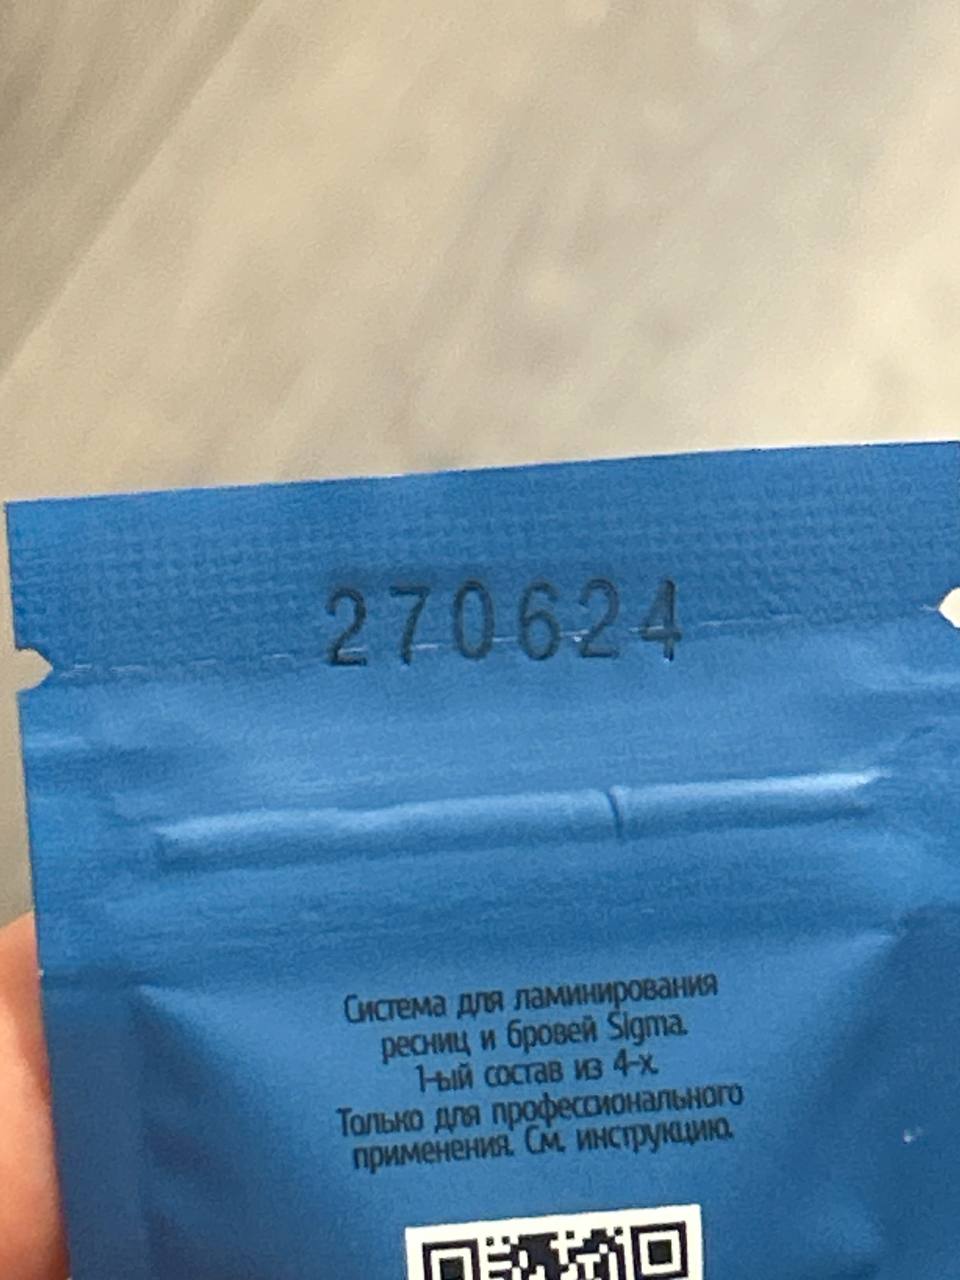 270624
Система для ламинирования
ресниц и бровей Sigma.
1-ый состав из 4-х.
Только для профессионального
применения. См. инструкцию.